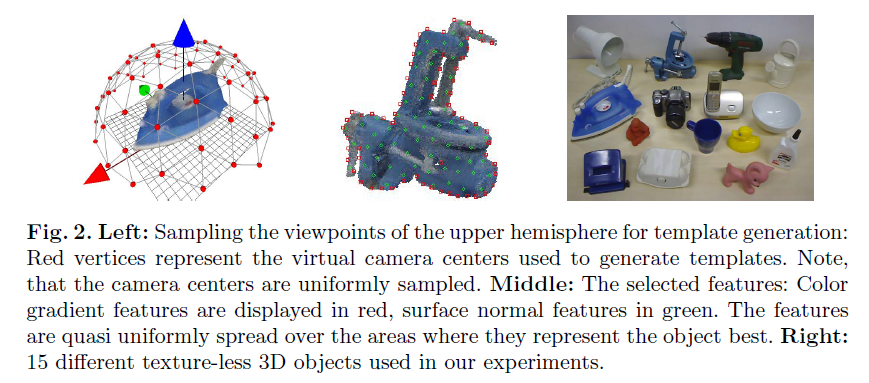 Fig. 2. Left: Sampling the viewpoints of the upper hemisphere for template generation:
Red vertices represent the virtual camera centers used to generate templates. Note,
that the camera centers are uniformly sampled. Middle: The selected features: Color
gradient features are displayed in red, surface normal features in green. The features
are quasi uniformly spread over the areas where they represent the object best. Right:
15 different texture-less 3D objects used in our experiments.